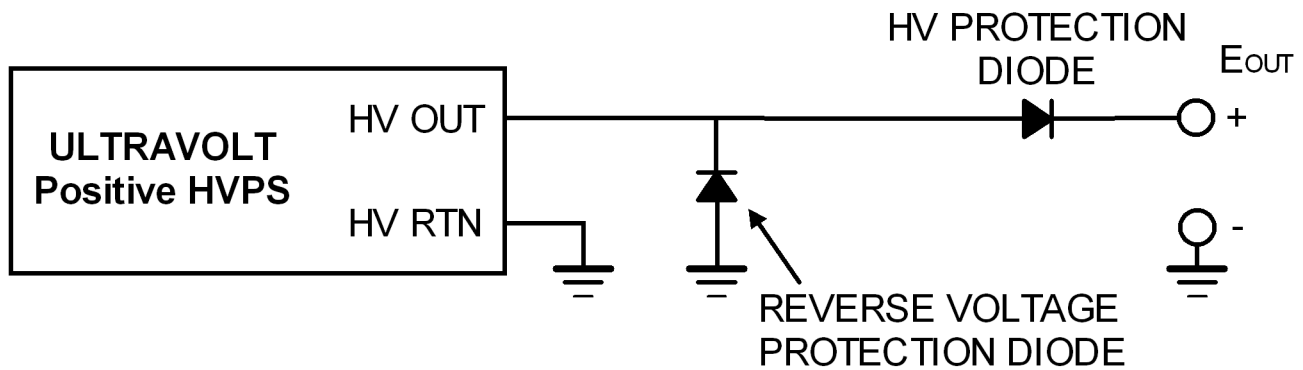 HV PROTECTION
DIODE
EOUT
HV OUT
+
ULTRAVOLT
Positive HVPS
HV RTN
-
REVERSE VOLTAGE
PROTECTION DIODE